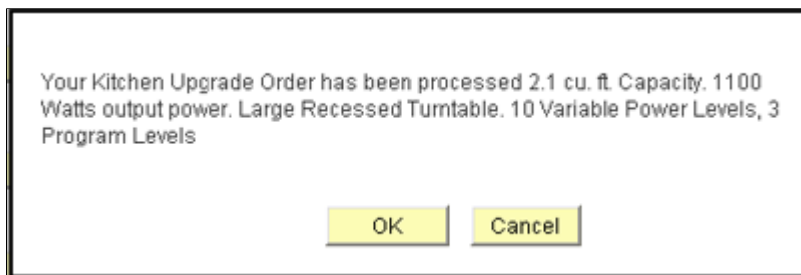 Your Kitchen Upgrade Order has been processed 2.1 cu. ft. Capacity. 1100
Watts output power. Large Recessed Turntable. 10 Variable Power Levels, 3
Program Levels
OK
Cancel